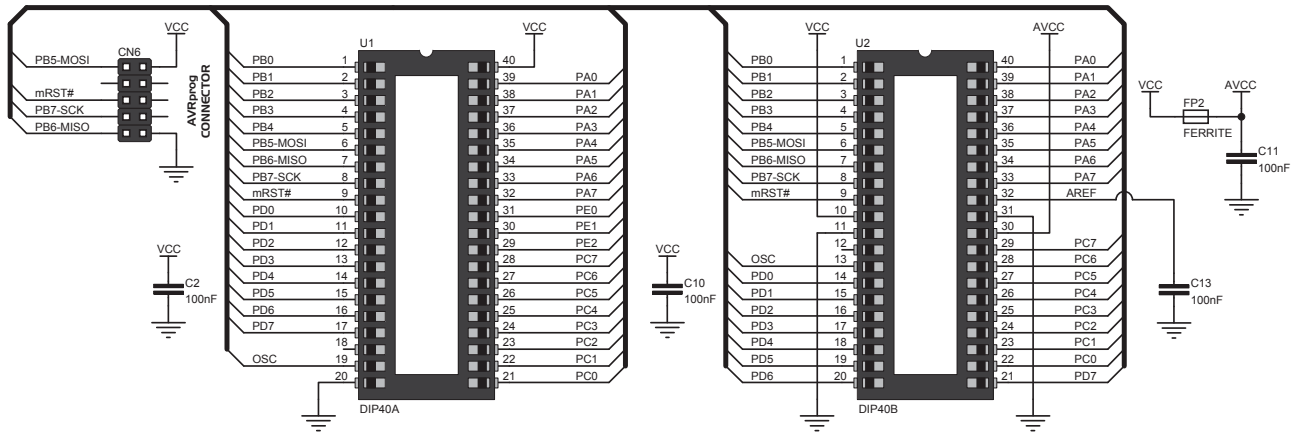 VCC
CN6
PB5-MOSI
mRST#
PB7-SCK
PB6-MISO
AVRprog
CONNECTOR
VCC
C2
100nF
U1
PB0 1
PB1 2
PB2 3
PB3 4
PB4 5
PB5-MOSI 6
PB6-MISO 7
PB7-SCK 8
mRST# 9
PD0 10
PD1 11
PD2 12
PD3 13
PD4 14
PD5 15
PD6 16
PD7 17
18
OSC 19
20
VCC
40
39 PA0
38 PA1
37 PA2
36 PA3
35 PA4
34 PA5
33 PA6
32 PA7
31 PE0
30 PE1
29 PE2
28 PC7
27 PC6
26 PC5
25 PC4
24 PC3
23 PC2
22 PC1
21 PC0
DIP40A
VCC
C10
100nF
VCC
U2
PB0 1
PB1 2
PB2 3
PB3 4
PB4 5
PB5-MOSI 6
PB6-MISO 7
PB7-SCK 8
mRST# 9
10
11
12
OSC 13
PD0 14
PD1 15
PD2 16
PD3 17
PD4 18
PD5 19
PD6 20
AVCC
40 PA0
39 PA1
38 PA2
37 PA3
36 PA4
35 PA5
34 PA6
33 PA7
32 AREF
31
30
29 PC7
28 PC6
27 PC5
26 PC4
25 PC3
24 PC2
23 PC1
22 PC0
21 PD7
DIP40B
VCC
AVCC
FP2
FERRITE
C11
100nF
C13
100nF